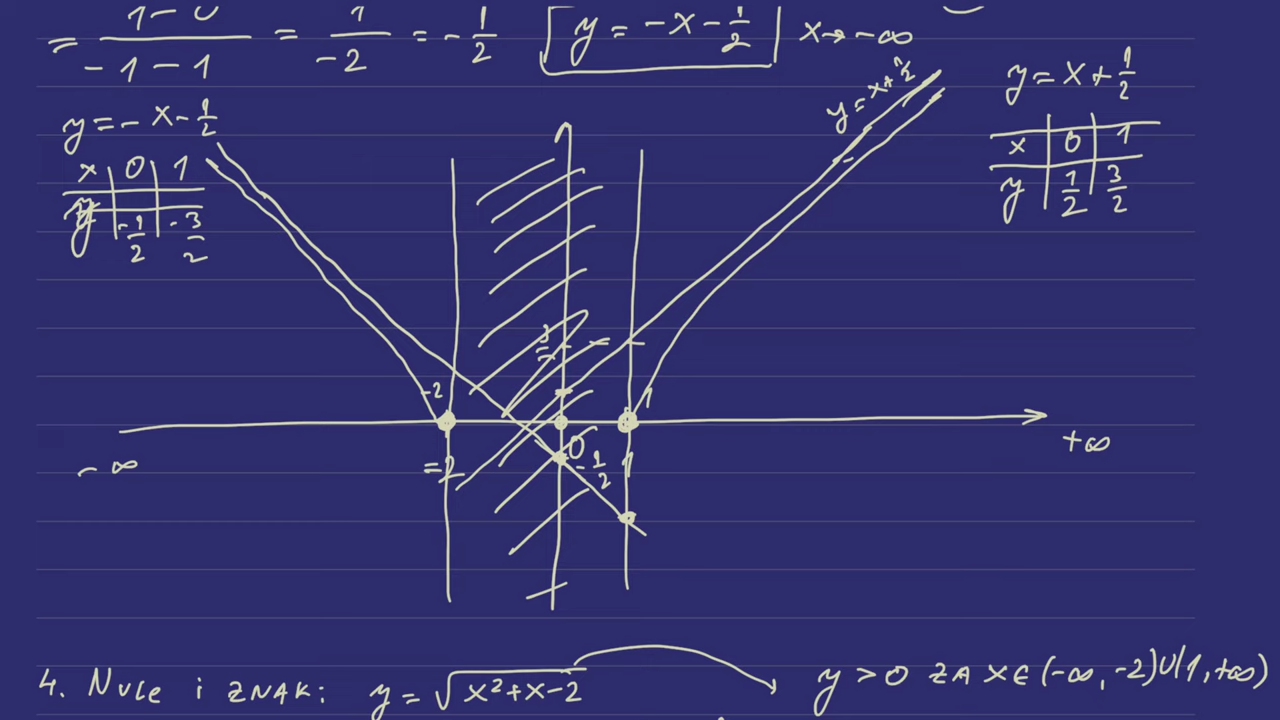 = (1-0)/(-1-1) = 1/-2 = -1/2 [y = -x - 1/2] x→-∞
y = -x - 1/2
x | 0 | 1
y | -1/2 | -3/2
y = x + 1/2
y = x + 1/2
x | 0 | 1
y | 1/2 | 3/2
-2 1
0 -1/2 1
-∞ +∞
4. NULE i ZNAK: y = √(x²+x-2) y > 0 ZA X ∈ (-∞, -2) ∪ (1, +∞)